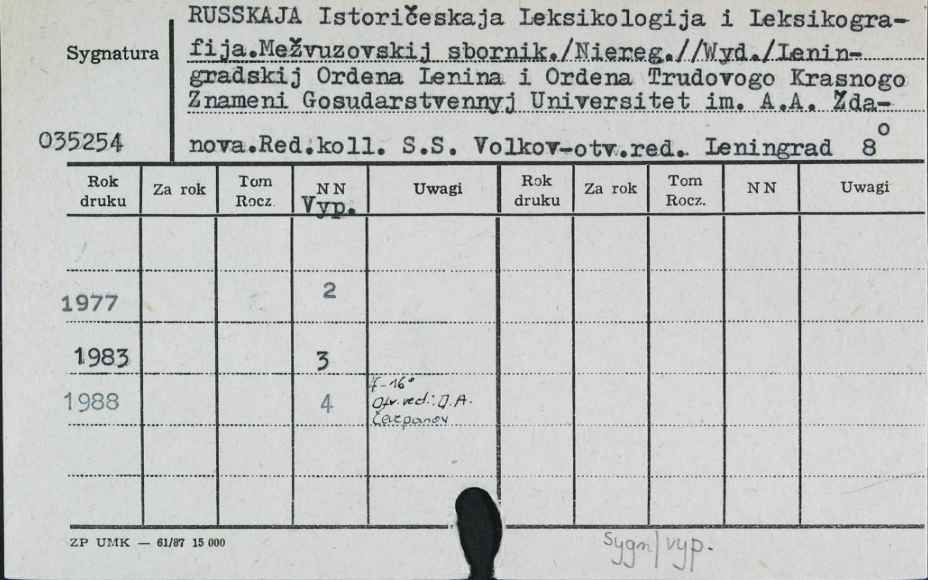 RUSSKAJA Istoričeskaja Leksikologija i Leksikogra-
Sygnatura fija.Mežvuzovskij sbornik./Niereg.//Wyd./Lenin-
gradskij Ordena Lenina i Ordena Trudovogo Krasnogo
Znameni Gosudarstvennyj Universitet im. A.A. Žda-
035254 nova.Red.koll. S.S. Volkov-otv.red. Leningrad 8°
Rok druku Za rok Tom Rocz. NN Uwagi Rok druku Za rok Tom Rocz. NN Uwagi
Vyp.
1977 2
1983 3
1988 4 f-16°
Otv.red.: O.A.
Čerepanov
ZP UMK — 61/87 15 000
Sygn/vyp.